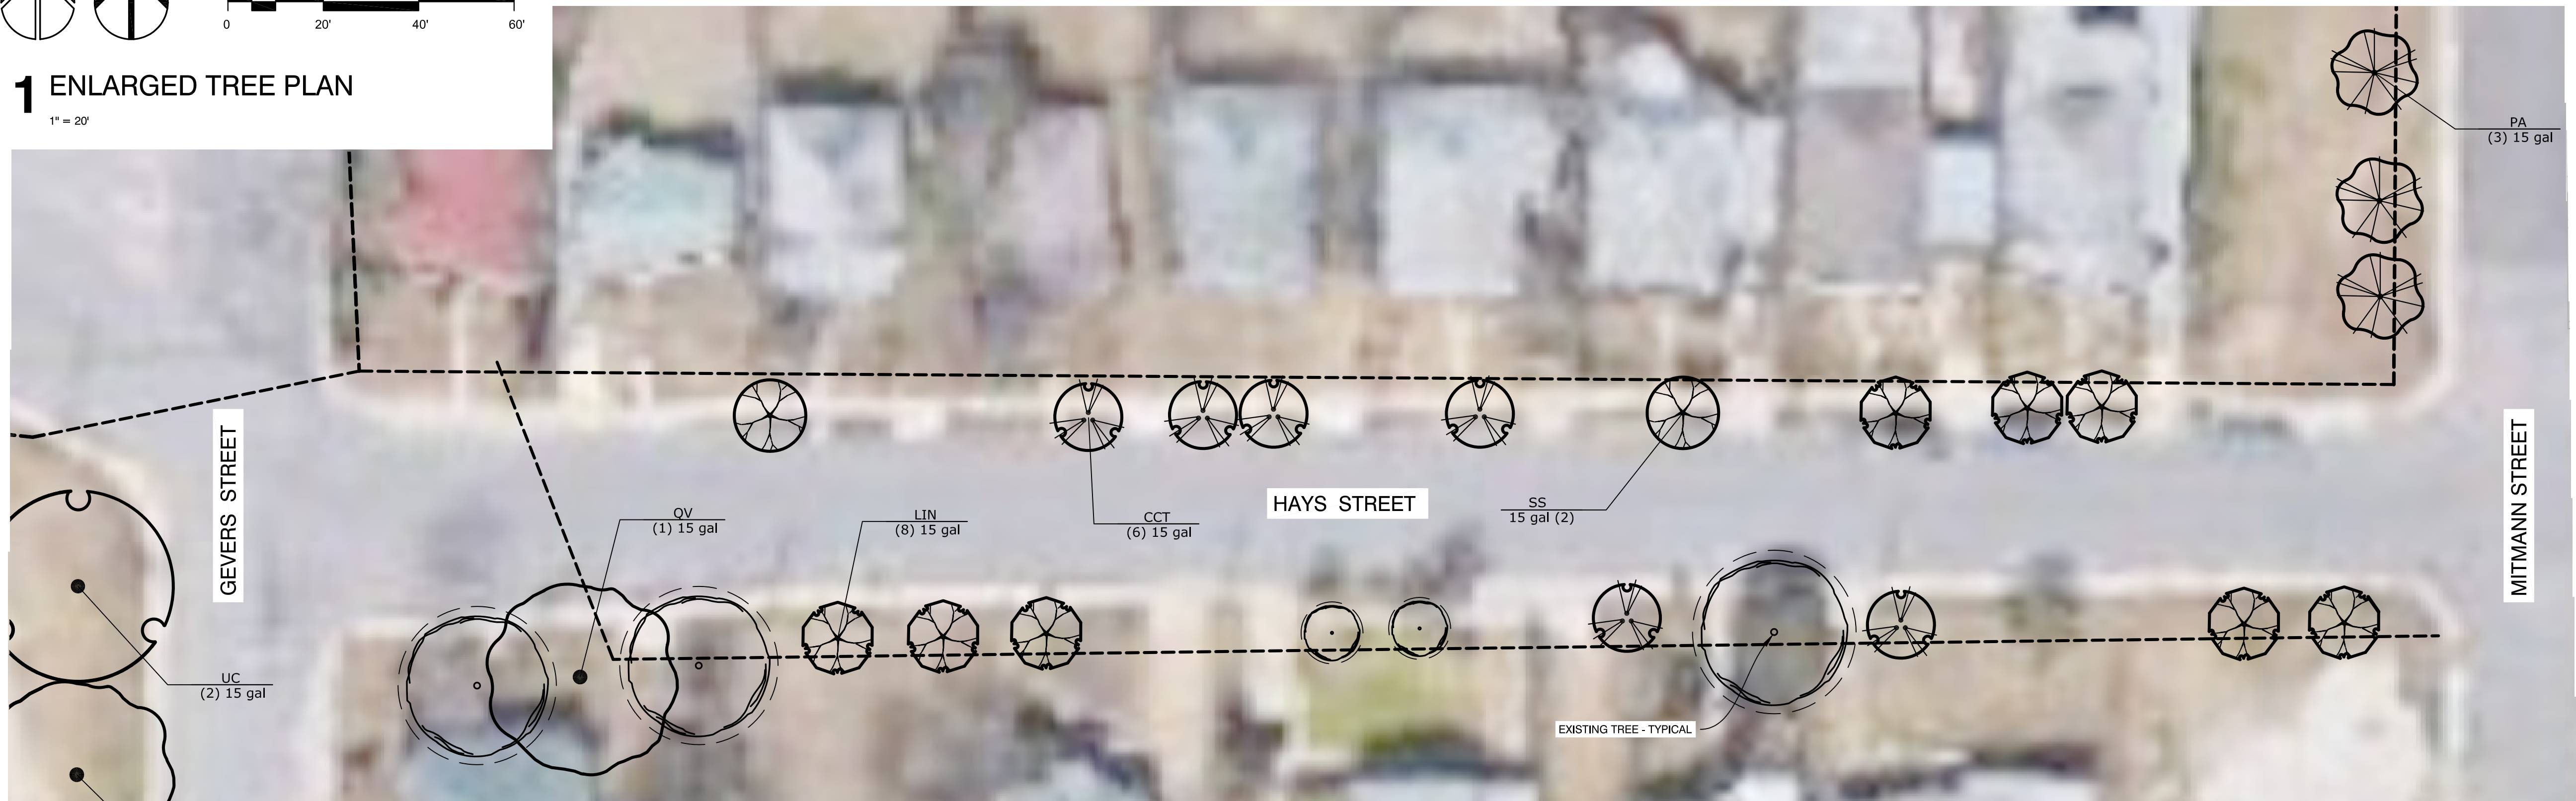 0 20' 40' 60'
1 ENLARGED TREE PLAN
1" = 20'
PA
(3) 15 gal
GEVERS STREET
HAYS STREET
MITMANN STREET
SS
15 gal (2)
QV
(1) 15 gal
LIN
(8) 15 gal
CCT
(6) 15 gal
UC
(2) 15 gal
EXISTING TREE - TYPICAL